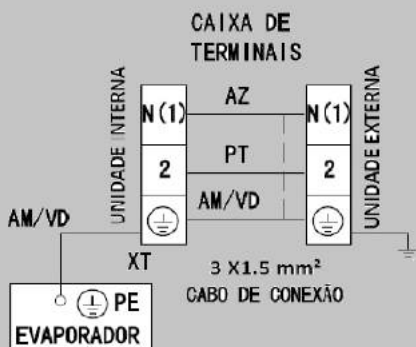 CAIXA DE
TERMINAIS
UNIDADE INTERNA
N(1)
AZ
N(1)
2
PT
2
AM/VD
UNIDADE EXTERNA
AM/VD
XT
3 X1.5 mm²
CABO DE CONEXÃO
PE
EVAPORADOR